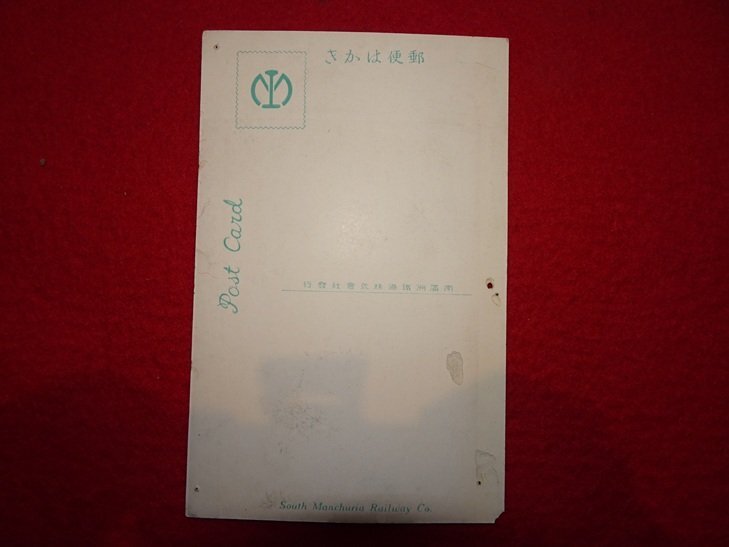 郵便はかき
Post Card
南滿洲鐵道株式會社發行
South Manchuria Railway Co.